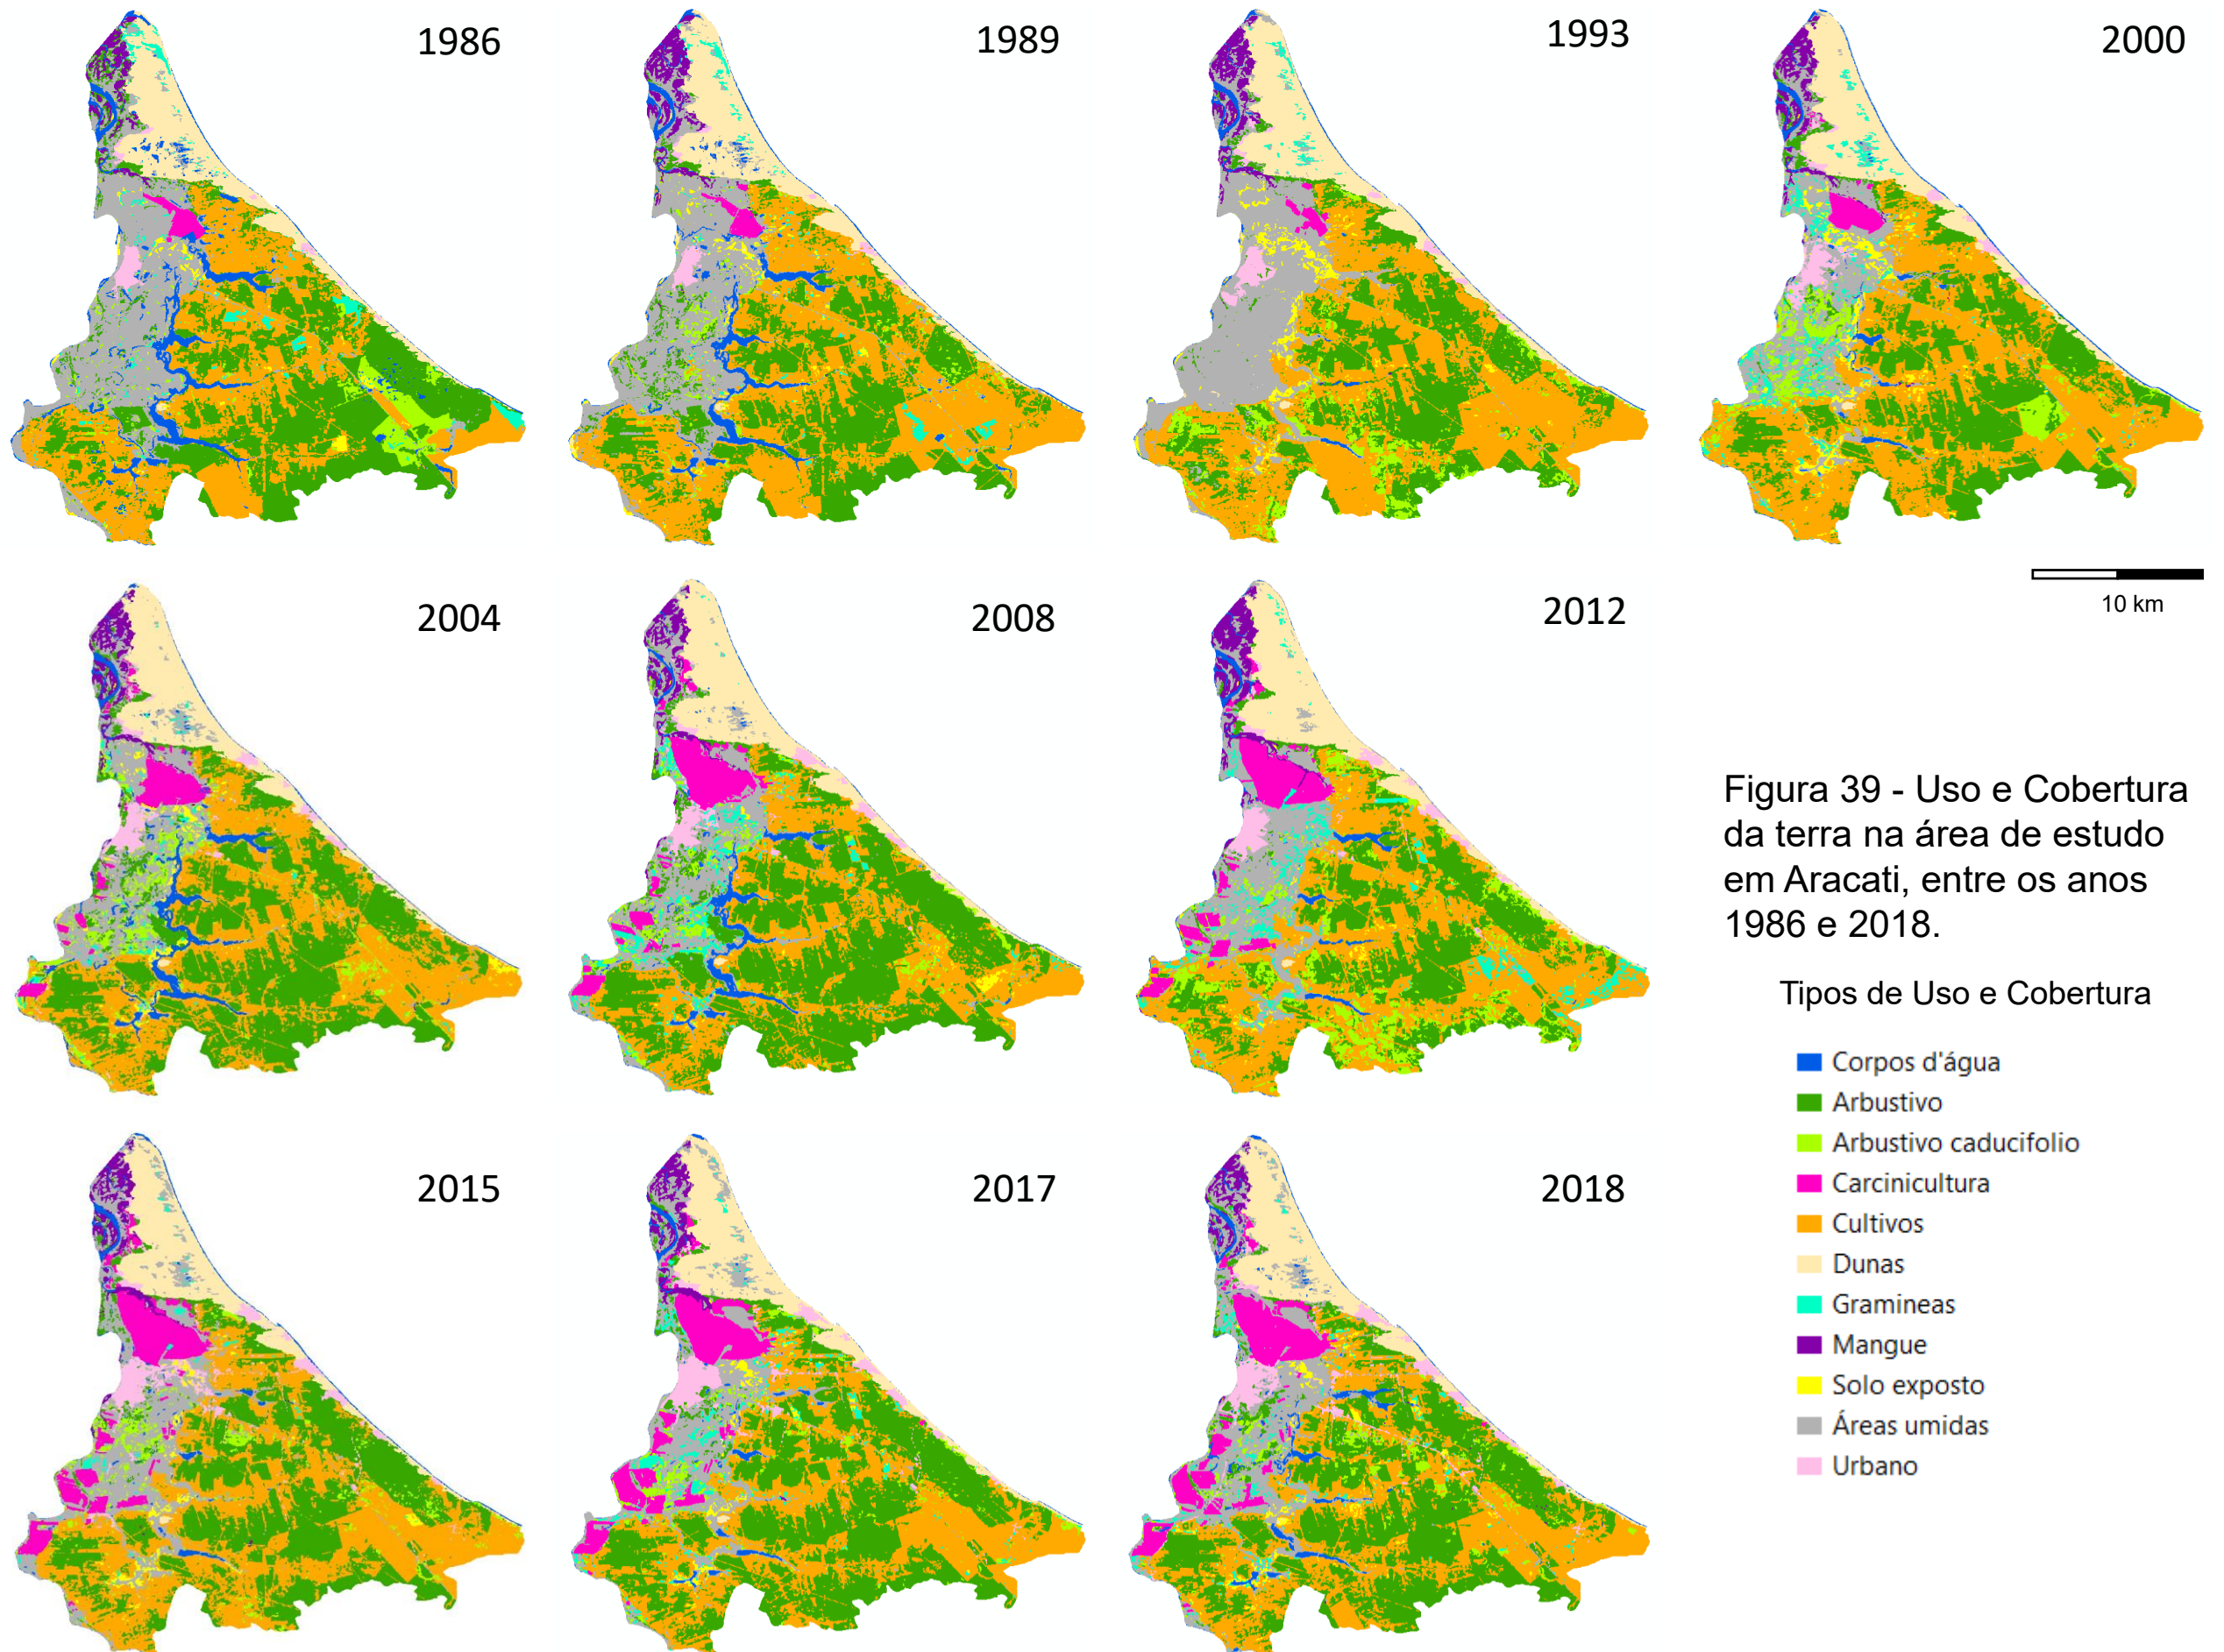 1986
1989
1993
2000
10 km
2004
2008
2012
Figura 39 - Uso e Cobertura
da terra na área de estudo
em Aracati, entre os anos
1986 e 2018.
Tipos de Uso e Cobertura
Corpos d'água
Arbustivo
Arbustivo caducifolio
Carcinicultura
Cultivos
Dunas
Gramineas
Mangue
Solo exposto
Áreas umidas
Urbano
2015
2017
2018